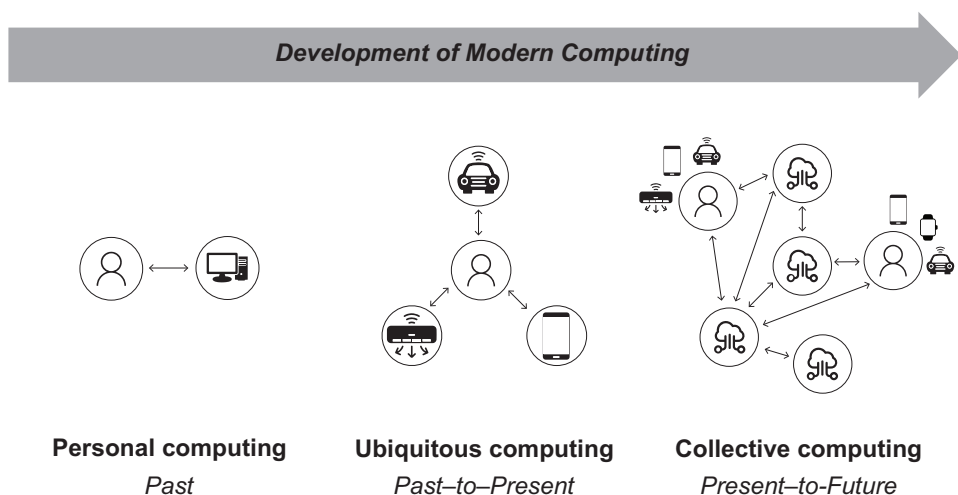 Development of Modern Computing
Personal computing
Past
Ubiquitous computing
Past–to–Present
Collective computing
Present–to-Future